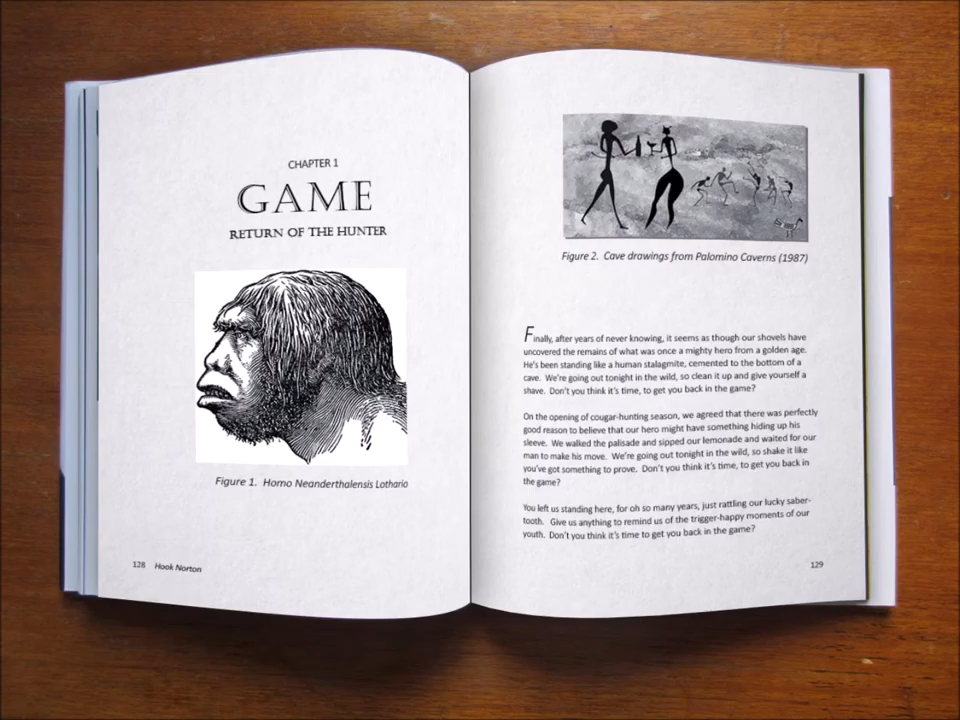 CHAPTER 1
GAME
RETURN OF THE HUNTER
Figure 1. Homo Neanderthalensis Lothario
128 Hook Norton
Figure 2. Cave drawings from Palomino Caverns (1987)
Finally, after years of never knowing, it seems as though our shovels have
uncovered the remains of what was once a mighty hero from a golden age.
He's been standing like a human stalagmite, cemented to the bottom of a
cave. We're going out tonight in the wild, so clean it up and give yourself a
shave. Don't you think it's time, to get you back in the game?
On the opening of cougar-hunting season, we agreed that there was perfectly
good reason to believe that our hero might have something hiding up his
sleeve. We walked the palisade and sipped our lemonade and waited for our
man to make his move. We're going out tonight in the wild, so shake it like
you've got something to prove. Don't you think it's time, to get you back in
the game?
You left us standing here, for oh so many years, just rattling our lucky saber-
tooth. Give us anything to remind us of the trigger-happy moments of our
youth. Don't you think it's time to get you back in the game?
129